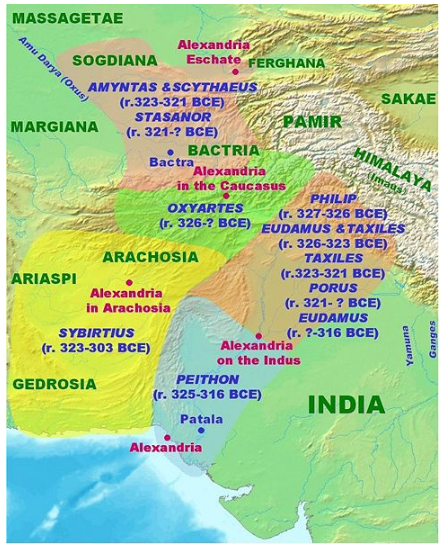 MASSAGETAE
Alexandria
Eschate
FERGHANA
SOGDIANA
Amu Darya (Oxus)
AMYNTAS & SCYTHAEUS
(r.323-321 BCE)
STASANOR
(r. 321-? BCE)
SAKAE
MARGIANA
PAMIR
Bactra
BACTRIA
HIMALAYA
(Imaus)
Alexandria
in the Caucasus
OXYARTES
(r. 326-? BCE)
PHILIP
(r. 327-326 BCE)
EUDAMUS & TAXILES
(r. 326-323 BCE)
TAXILES
(r.323-321 BCE)
PORUS
(r. 321- ? BCE)
EUDAMUS
(r. ?-316 BCE)
ARACHOSIA
ARIASPI
Alexandria
in Arachosia
SYBIRTIUS
(r. 323-303 BCE)
Alexandria
on the Indus
Yamuna
Ganges
GEDROSIA
PEITHON
(r. 325-316 BCE)
INDIA
Patala
Alexandria